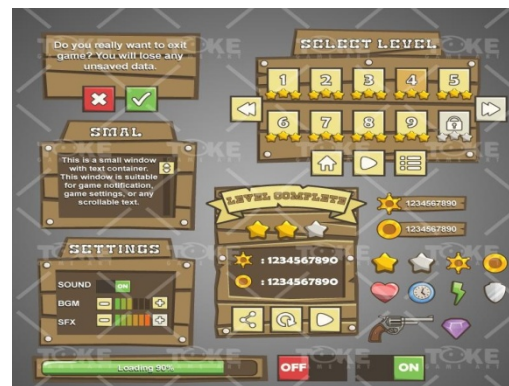 Do you really want to exit
game? You will lose any
unsaved data.
SMAL
This is a small window
with text container.
This window is suitable
for game notification,
game settings, or any
scrollable text.
SETTINGS
SOUND ON
BGM
SFX
Loading 90%
SELECT LEVEL
1 2 3 4 5
6 7 8 9
LEVEL COMPLETE
: 1234567890
: 1234567890
1234567890
1234567890
OFF
ON
TOKE